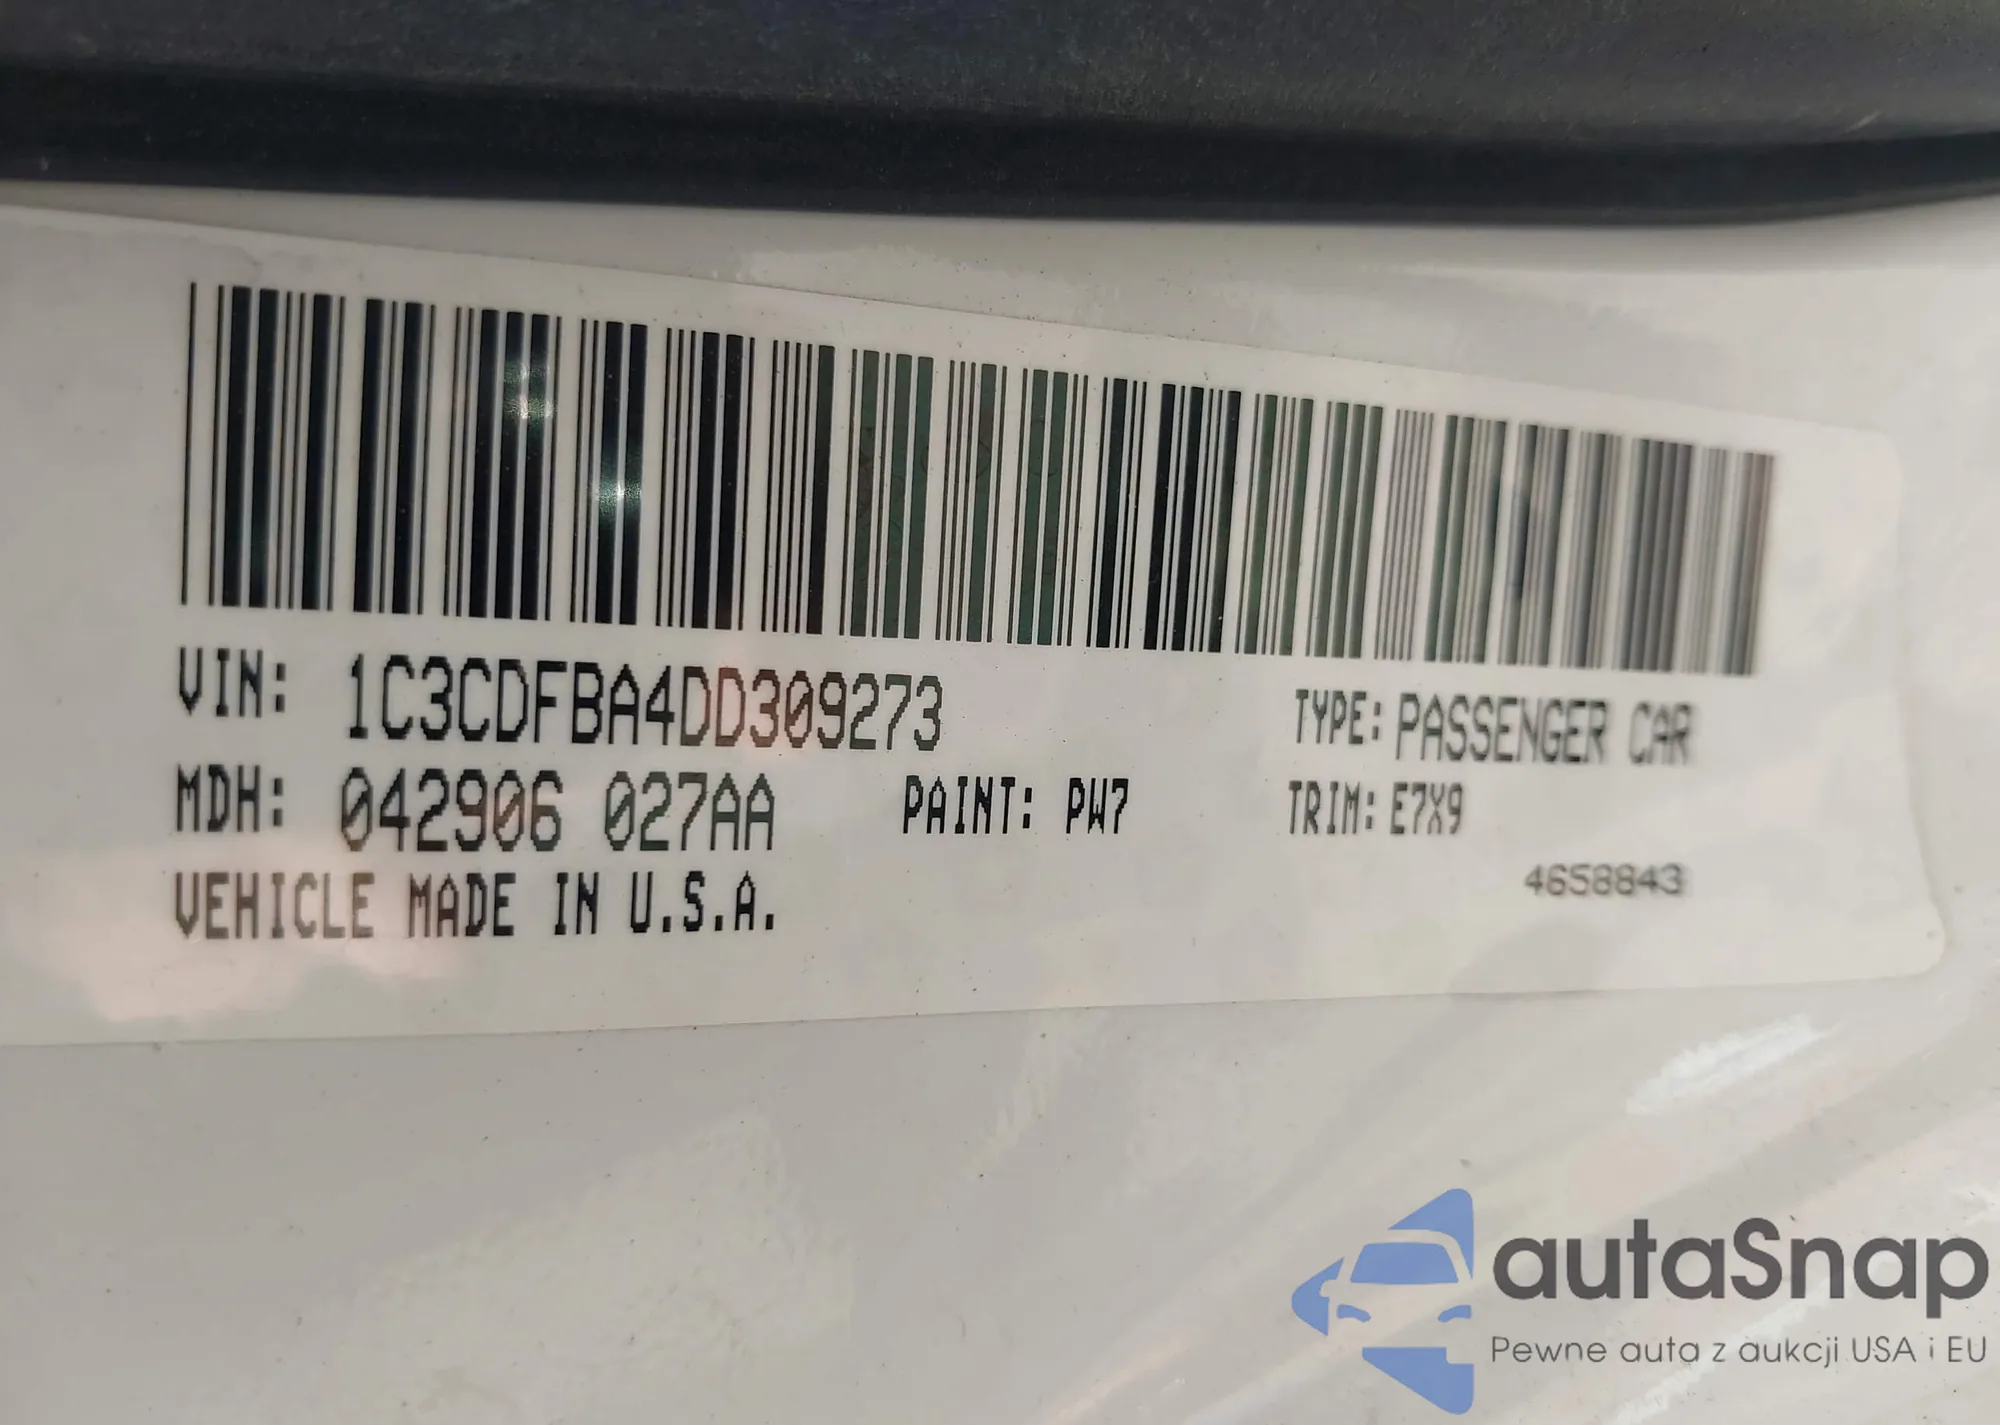 VIN: 1C3CDFBA4DD309273
TYPE: PASSENGER CAR
MDH: 042906 027AA
PAINT: PW7
TRIM: E7X9
VEHICLE MADE IN U.S.A.
4658843
autaSnap
Pewne auta z aukcji USA i EU